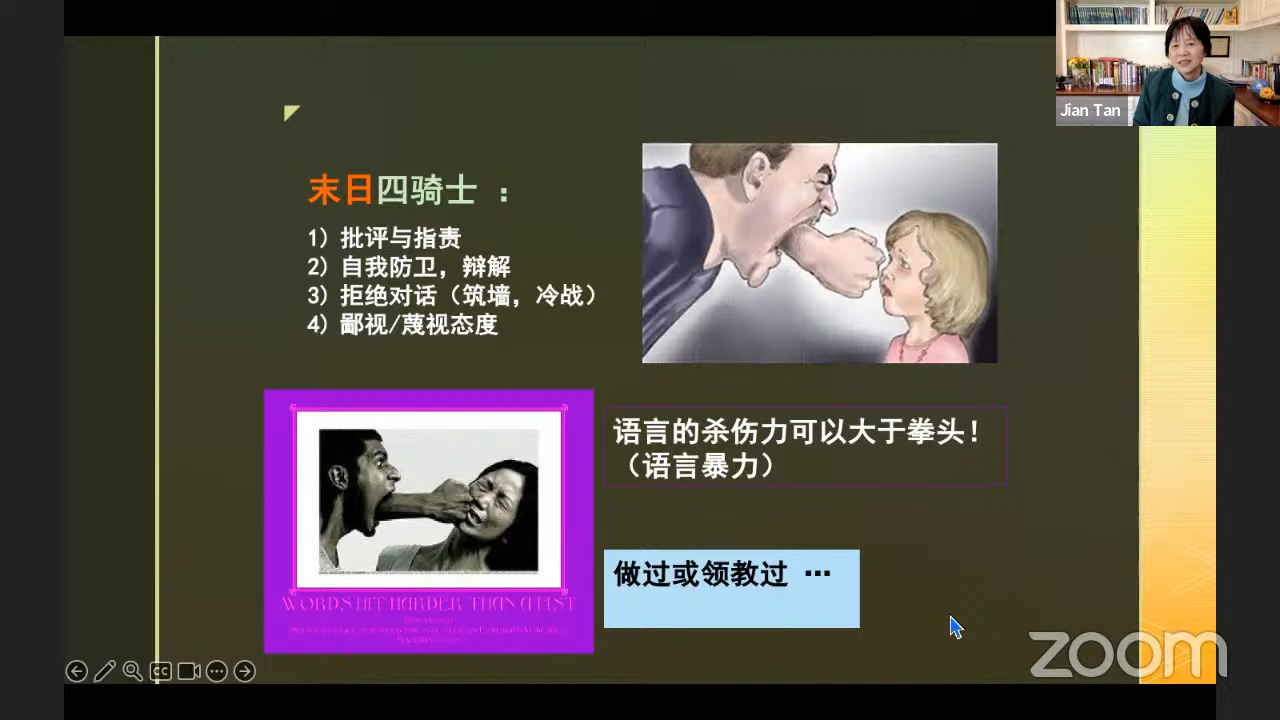 Jian Tan
末日四骑士 ：
1) 批评与指责
2) 自我防卫，辩解
3) 拒绝对话（筑墙，冷战）
4) 鄙视/蔑视态度
语言的杀伤力可以大于拳头！
（语言暴力）
WORDS HIT HARDER THAN A FIST
做过或领教过 …
CC
zoom